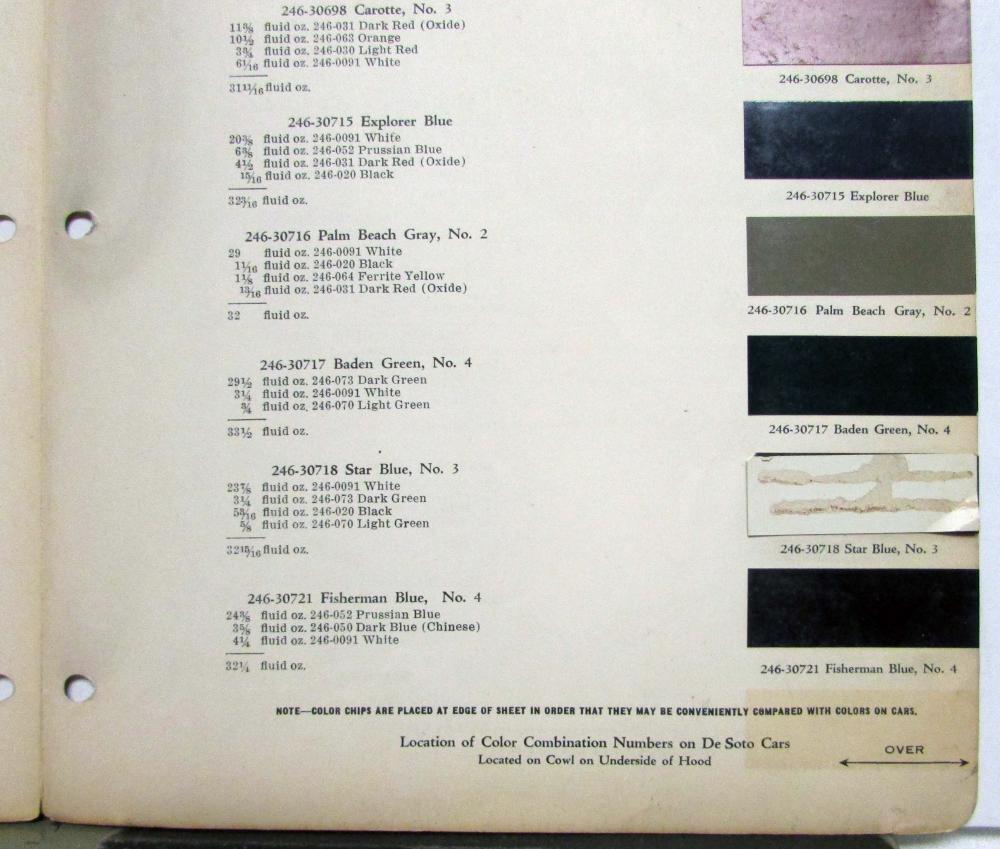 246-30698 Carotte, No. 3
11⅝ fluid oz. 246-031 Dark Red (Oxide)
10½ fluid oz. 246-063 Orange
3¾ fluid oz. 246-030 Light Red
6 1/16 fluid oz. 246-0091 White
31 11/16 fluid oz.
246-30698 Carotte, No. 3
246-30715 Explorer Blue
20⅜ fluid oz. 246-0091 White
6⅜ fluid oz. 246-052 Prussian Blue
4½ fluid oz. 246-031 Dark Red (Oxide)
15/16 fluid oz. 246-020 Black
32 3/16 fluid oz.
246-30715 Explorer Blue
246-30716 Palm Beach Gray, No. 2
29 fluid oz. 246-0091 White
1 1/16 fluid oz. 246-020 Black
1⅛ fluid oz. 246-064 Ferrite Yellow
13/16 fluid oz. 246-031 Dark Red (Oxide)
32 fluid oz.
246-30716 Palm Beach Gray, No. 2
246-30717 Baden Green, No. 4
29½ fluid oz. 246-073 Dark Green
3¼ fluid oz. 246-0091 White
¾ fluid oz. 246-070 Light Green
33½ fluid oz.
246-30717 Baden Green, No. 4
246-30718 Star Blue, No. 3
23⅞ fluid oz. 246-0091 White
3¼ fluid oz. 246-073 Dark Green
fluid oz. 246-020 Black
⅝ fluid oz. 246-070 Light Green
32 15/16 fluid oz.
246-30718 Star Blue, No. 3
246-30721 Fisherman Blue, No. 4
24⅜ fluid oz. 246-052 Prussian Blue
3⅝ fluid oz. 246-050 Dark Blue (Chinese)
4¼ fluid oz. 246-0091 White
32¼ fluid oz.
246-30721 Fisherman Blue, No. 4
NOTE—COLOR CHIPS ARE PLACED AT EDGE OF SHEET IN ORDER THAT THEY MAY BE CONVENIENTLY COMPARED WITH COLORS ON CARS.
Location of Color Combination Numbers on De Soto Cars
Located on Cowl on Underside of Hood
OVER